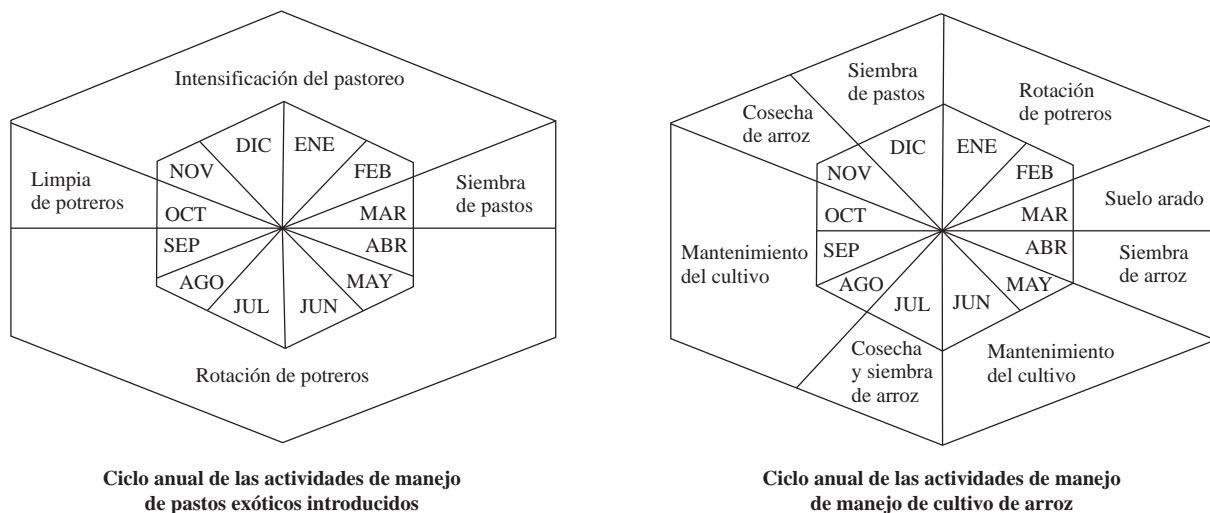 Intensificación del pastoreo
DIC
ENE
NOV
FEB
Limpia
de potreros
OCT
MAR
Siembra
de pastos
SEP
ABR
AGO
MAY
JUL
JUN
Rotación de potreros
Ciclo anual de las actividades de manejo
de pastos exóticos introducidos
Siembra
de pastos
Rotación
de potreros
Cosecha
de arroz
DIC
ENE
NOV
FEB
OCT
MAR
Suelo arado
Mantenimiento
del cultivo
SEP
ABR
Siembra
de arroz
AGO
MAY
JUL
JUN
Cosecha
y siembra
de arroz
Mantenimiento
del cultivo
Ciclo anual de las actividades de manejo
de manejo de cultivo de arroz